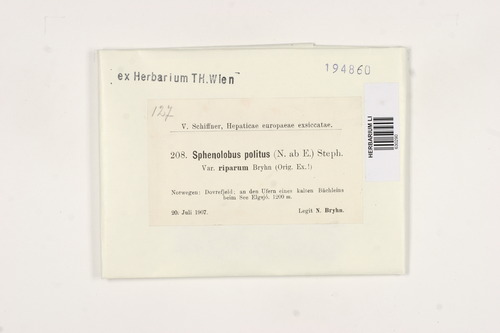 ex Herbarium TH.Wien
194860
127
V. Schiffner, Hepaticae europaeae exsiccatae.
208. Sphenolobus politus (N. ab E.) Steph.
Var. riparum Bryhn (Orig. Ex.!)
Norwegen: Dovrefjeld; an den Ufern eines kalten Bächleins
beim See Elgsjö. 1200 m.
20. Juli 1907.
Legit N. Bryhn.
HERBARIUM LI